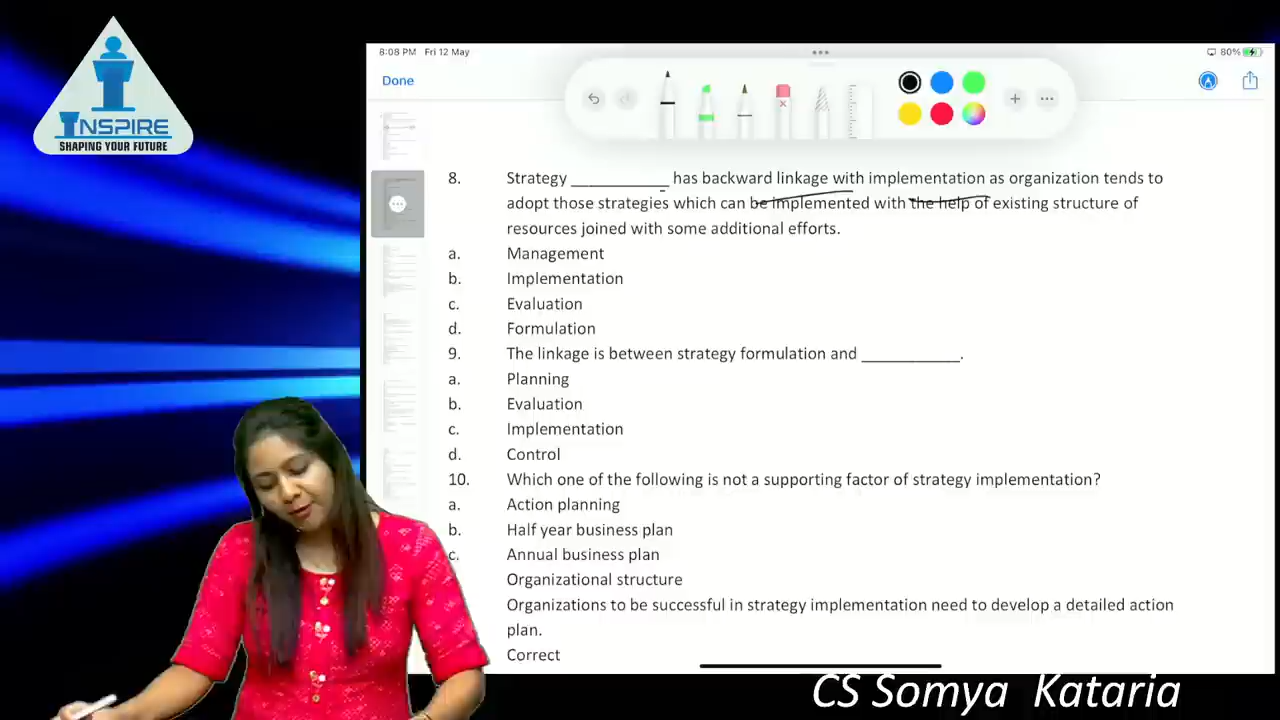 INSPIRE
SHAPING YOUR FUTURE
8:08 PM Fri 12 May
80%
Done
8. Strategy ___________ has backward linkage with implementation as organization tends to
adopt those strategies which can be implemented with the help of existing structure of
resources joined with some additional efforts.
a. Management
b. Implementation
c. Evaluation
d. Formulation
9. The linkage is between strategy formulation and ___________.
a. Planning
b. Evaluation
c. Implementation
d. Control
10. Which one of the following is not a supporting factor of strategy implementation?
a. Action planning
b. Half year business plan
c. Annual business plan
Organizational structure
Organizations to be successful in strategy implementation need to develop a detailed action
plan.
Correct
CS Somya Kataria